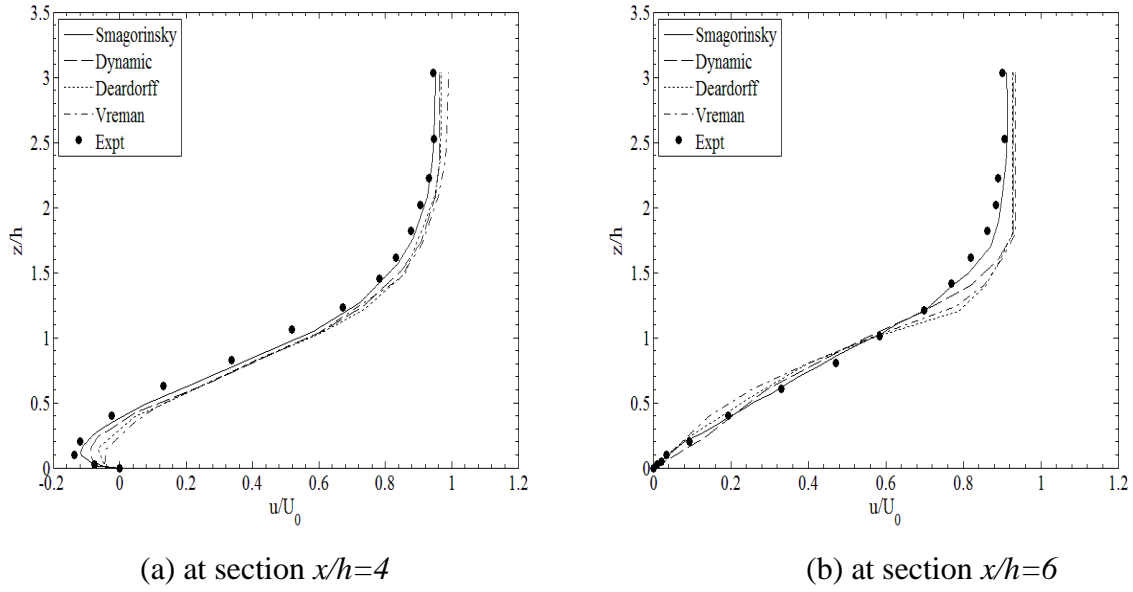 3.5
3
2.5
2
1.5
1
0.5
0
z/h
Smagorinsky
Dynamic
Deardorff
Vreman
Expt
-0.2 0 0.2 0.4 0.6 0.8 1 1.2
u/U0
(a) at section x/h=4
3.5
3
2.5
2
1.5
1
0.5
0
z/h
Smagorinsky
Dynamic
Deardorff
Vreman
Expt
0 0.2 0.4 0.6 0.8 1 1.2
u/U0
(b) at section x/h=6